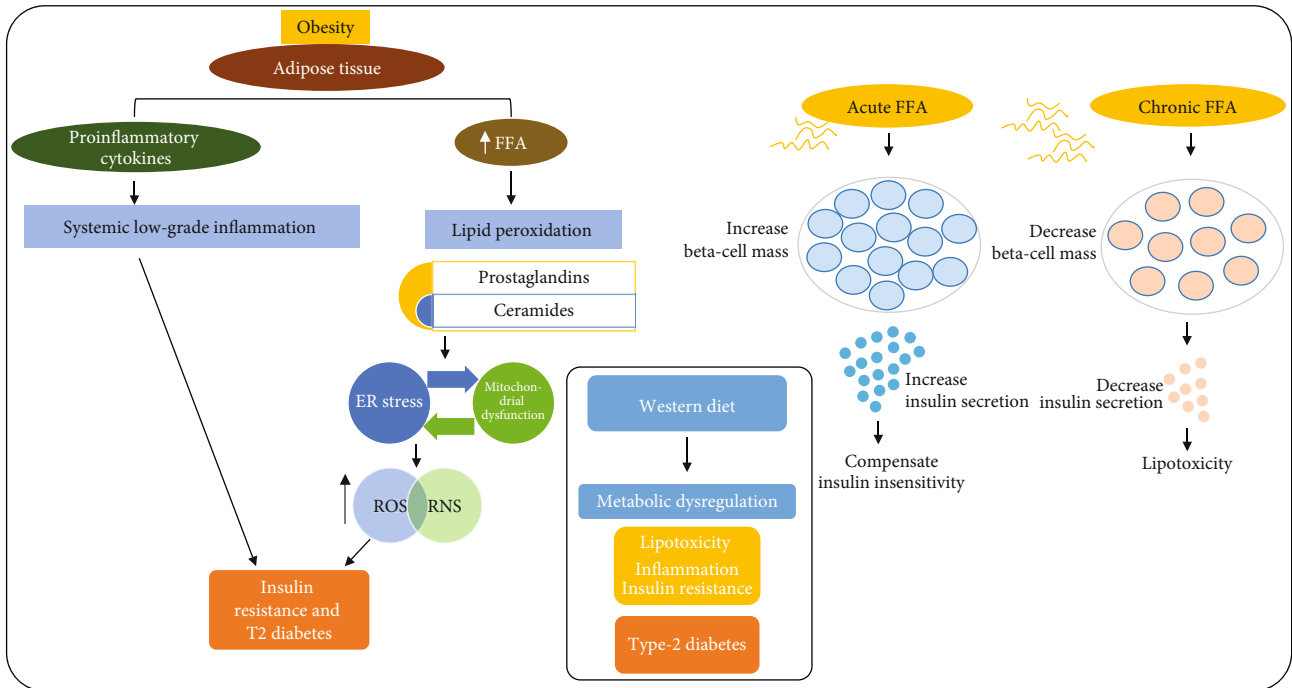 Obesity
Adipose tissue
Proinflammatory
cytokines
FFA
Systemic low-grade inflammation
Lipid peroxidation
Prostaglandins
Ceramides
ER stress
Mitochon-
drial
dysfunction
ROS
RNS
Insulin
resistance and
T2 diabetes
Western diet
Metabolic dysregulation
Lipotoxicity
Inflammation
Insulin resistance
Type-2 diabetes
Acute FFA
Increase
beta-cell mass
Increase
insulin secretion
Compensate
insulin insensitivity
Chronic FFA
Decrease
beta-cell mass
Decrease
insulin secretion
Lipotoxicity